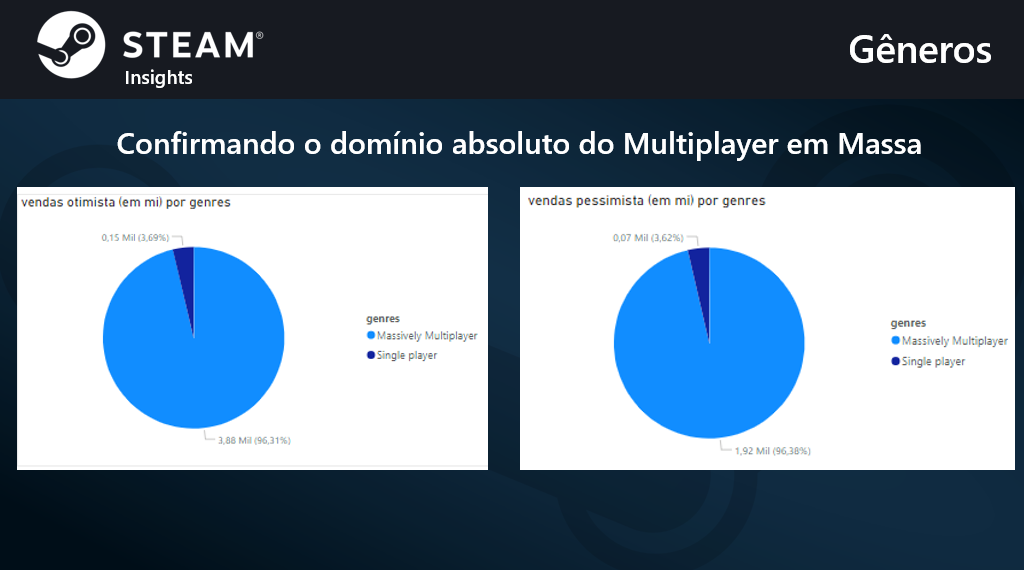 STEAM®
Insights
Gêneros
Confirmando o domínio absoluto do Multiplayer em Massa
vendas otimista (em mi) por genres
0,15 Mil (3,69%)
genres
Massively Multiplayer
Single player
3,88 Mil (96,31%)
vendas pessimista (em mi) por genres
0,07 Mil (3,62%)
genres
Massively Multiplayer
Single player
1,92 Mil (96,38%)